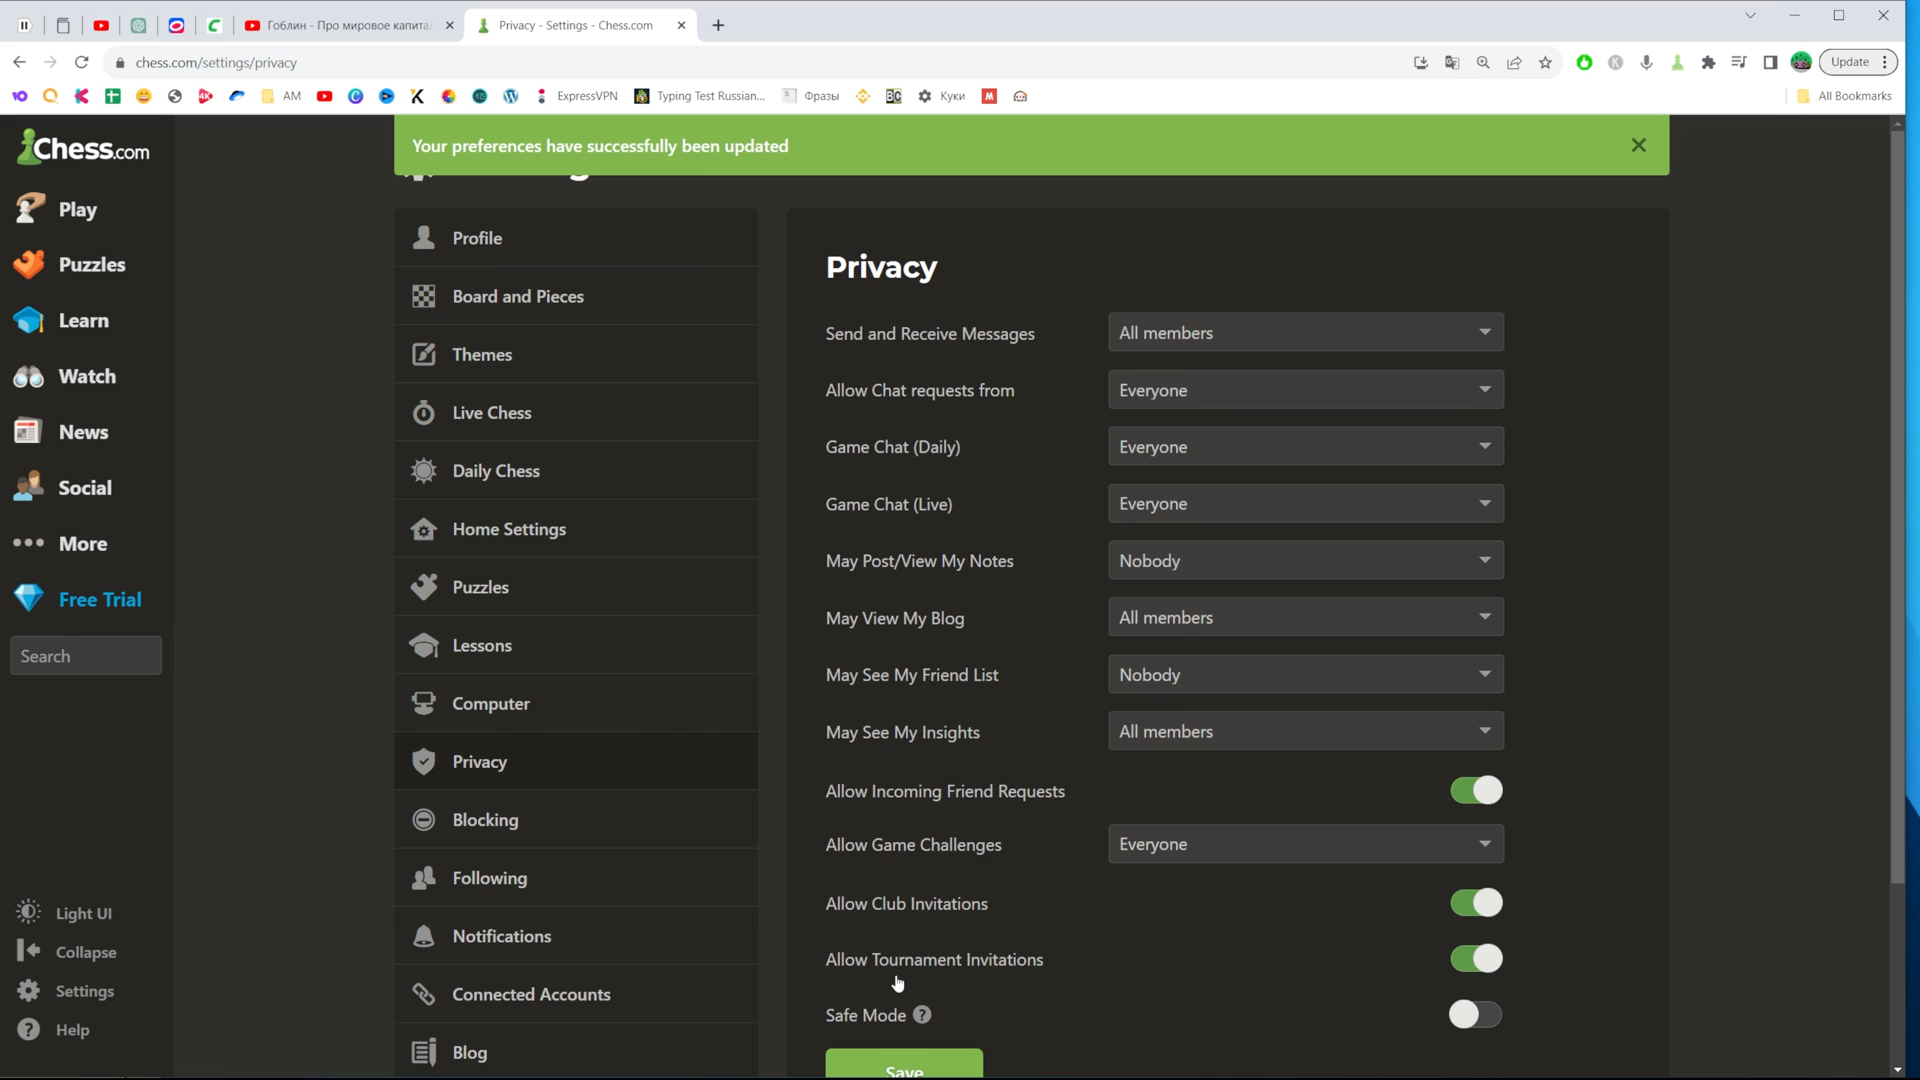 Гоблин - Про мировое капита
Privacy - Settings - Chess.com
chess.com/settings/privacy
Update
AM
ExpressVPN
Typing Test Russian...
Фразы
Куки
All Bookmarks
Chess.com
Your preferences have successfully been updated
Play
Puzzles
Learn
Watch
News
Social
More
Free Trial
Search
Light UI
Collapse
Settings
Help
Profile
Board and Pieces
Themes
Live Chess
Daily Chess
Home Settings
Puzzles
Lessons
Computer
Privacy
Blocking
Following
Notifications
Connected Accounts
Blog
Privacy
Send and Receive Messages All members
Allow Chat requests from Everyone
Game Chat (Daily) Everyone
Game Chat (Live) Everyone
May Post/View My Notes Nobody
May View My Blog All members
May See My Friend List Nobody
May See My Insights All members
Allow Incoming Friend Requests
Allow Game Challenges Everyone
Allow Club Invitations
Allow Tournament Invitations
Safe Mode ?
Save